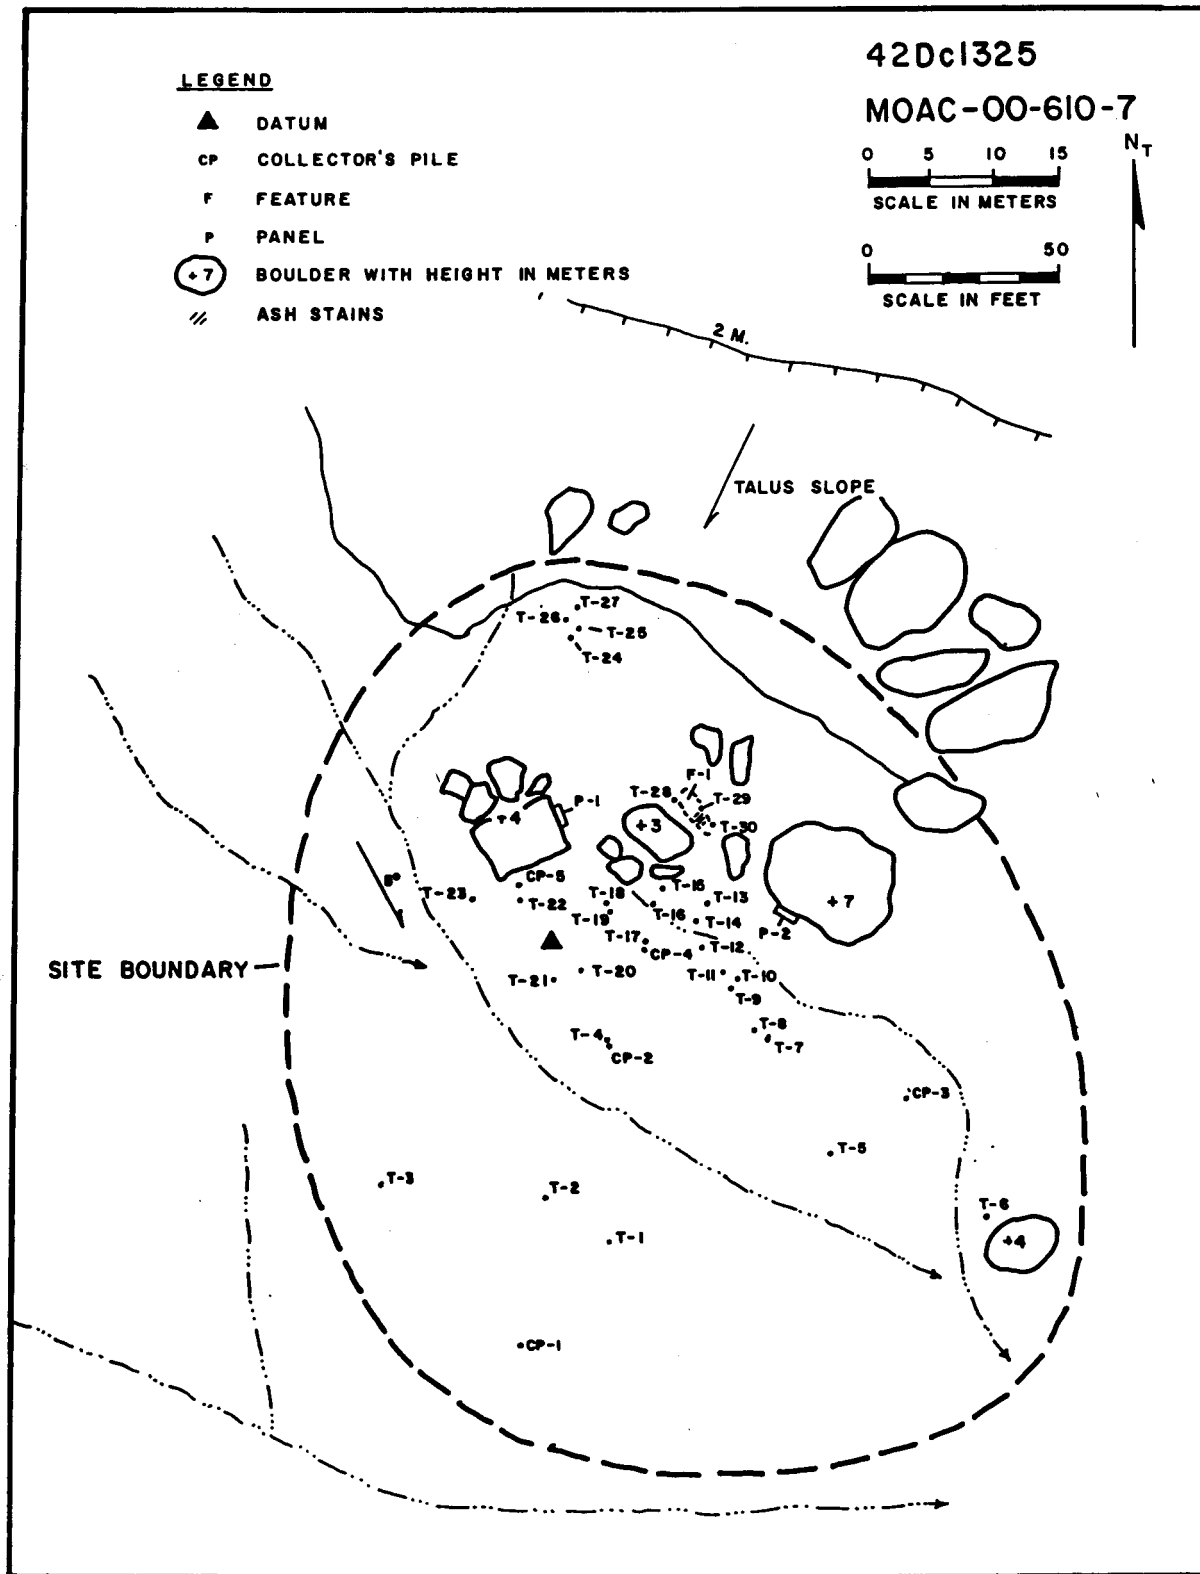 42Dc1325
MOAC-00-610-7
LEGEND
DATUM
CP COLLECTOR'S PILE
F FEATURE
P PANEL
+7 BOULDER WITH HEIGHT IN METERS
ASH STAINS
0 5 10 15
SCALE IN METERS
0 50
SCALE IN FEET
NT
2 M.
TALUS SLOPE
T-27
T-26
T-25
T-24
F-1
T-28
T-29
T-30
P-1
+4
+3
+7
P-2
8°
CP-5
T-23
T-22
T-18
T-19
T-15
T-16
T-13
T-14
T-17
CP-4
T-12
SITE BOUNDARY
T-21
T-20
T-11
T-10
T-9
T-8
T-7
T-4
CP-2
CP-3
T-5
T-3
T-2
T-1
T-6
+4
CP-1